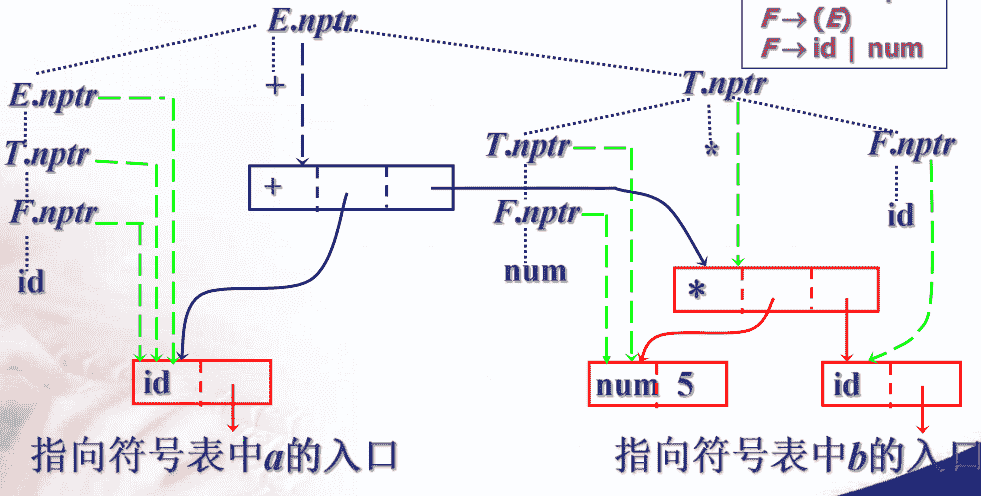 E.nptr
F → (E)
F → id | num
+
E.nptr
T.nptr
T.nptr
T.nptr
*
F.nptr
+
F.nptr
F.nptr
id
id
num
*
id
num 5
id
指向符号表中a的入口
指向符号表中b的入口